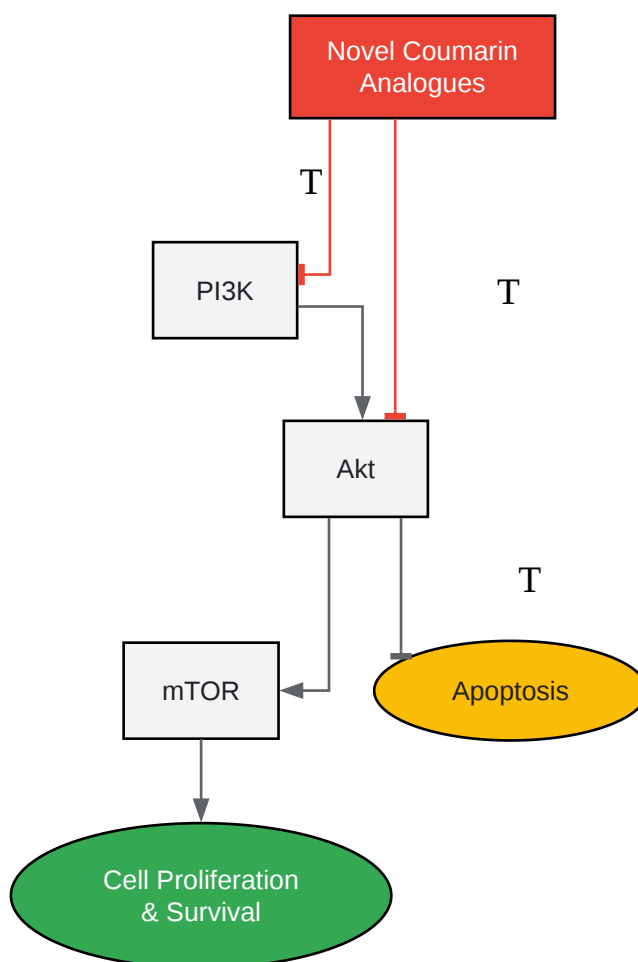 Novel Coumarin
Analogues
T
PI3K
T
Akt
T
mTOR
Apoptosis
Cell Proliferation
& Survival